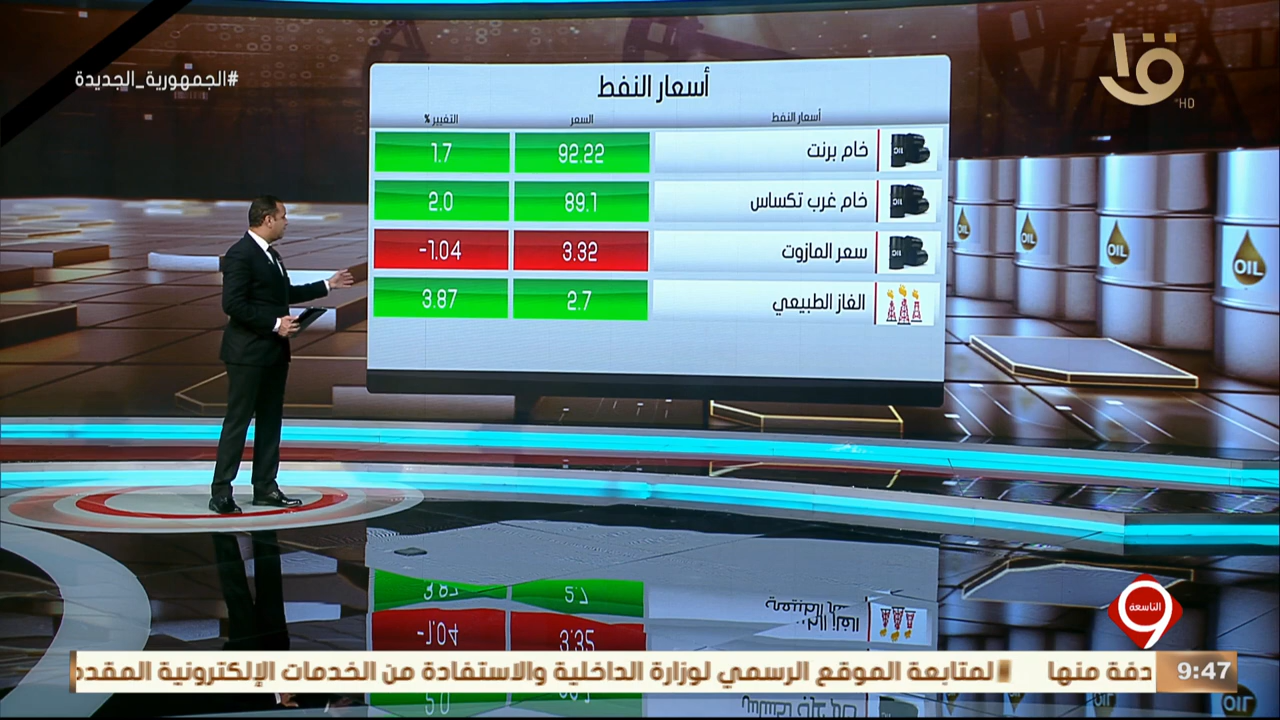 #الجمهورية_الجديدة
HD
أسعار النفط
أسعار النفط السعر التغيير %
خام برنت 92.22 1.7
خام غرب تكساس 89.1 2.0
سعر المازوت 3.32 -1.04
الغاز الطبيعي 2.7 3.87
OIL
OIL
OIL
OIL
التاسعة
9
دفة منها لمتابعة الموقع الرسمي لوزارة الداخلية والاستفادة من الخدمات الإلكترونية المقدم
9:47